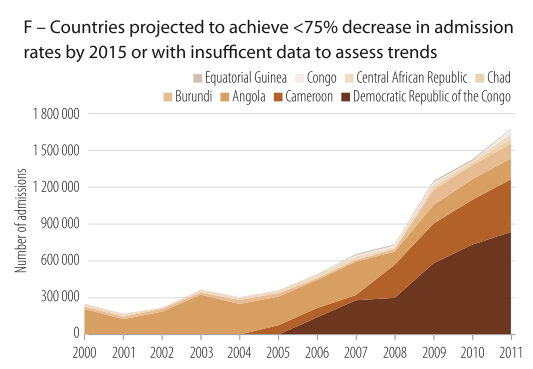 F – Countries projected to achieve <75% decrease in admission
rates by 2015 or with insufficent data to assess trends
Equatorial Guinea Congo Central African Republic Chad
Burundi Angola Cameroon Democratic Republic of the Congo
Number of admissions
1 800 000
1 500 000
1 200 000
900 000
600 000
300 000
0
2000 2001 2002 2003 2004 2005 2006 2007 2008 2009 2010 2011